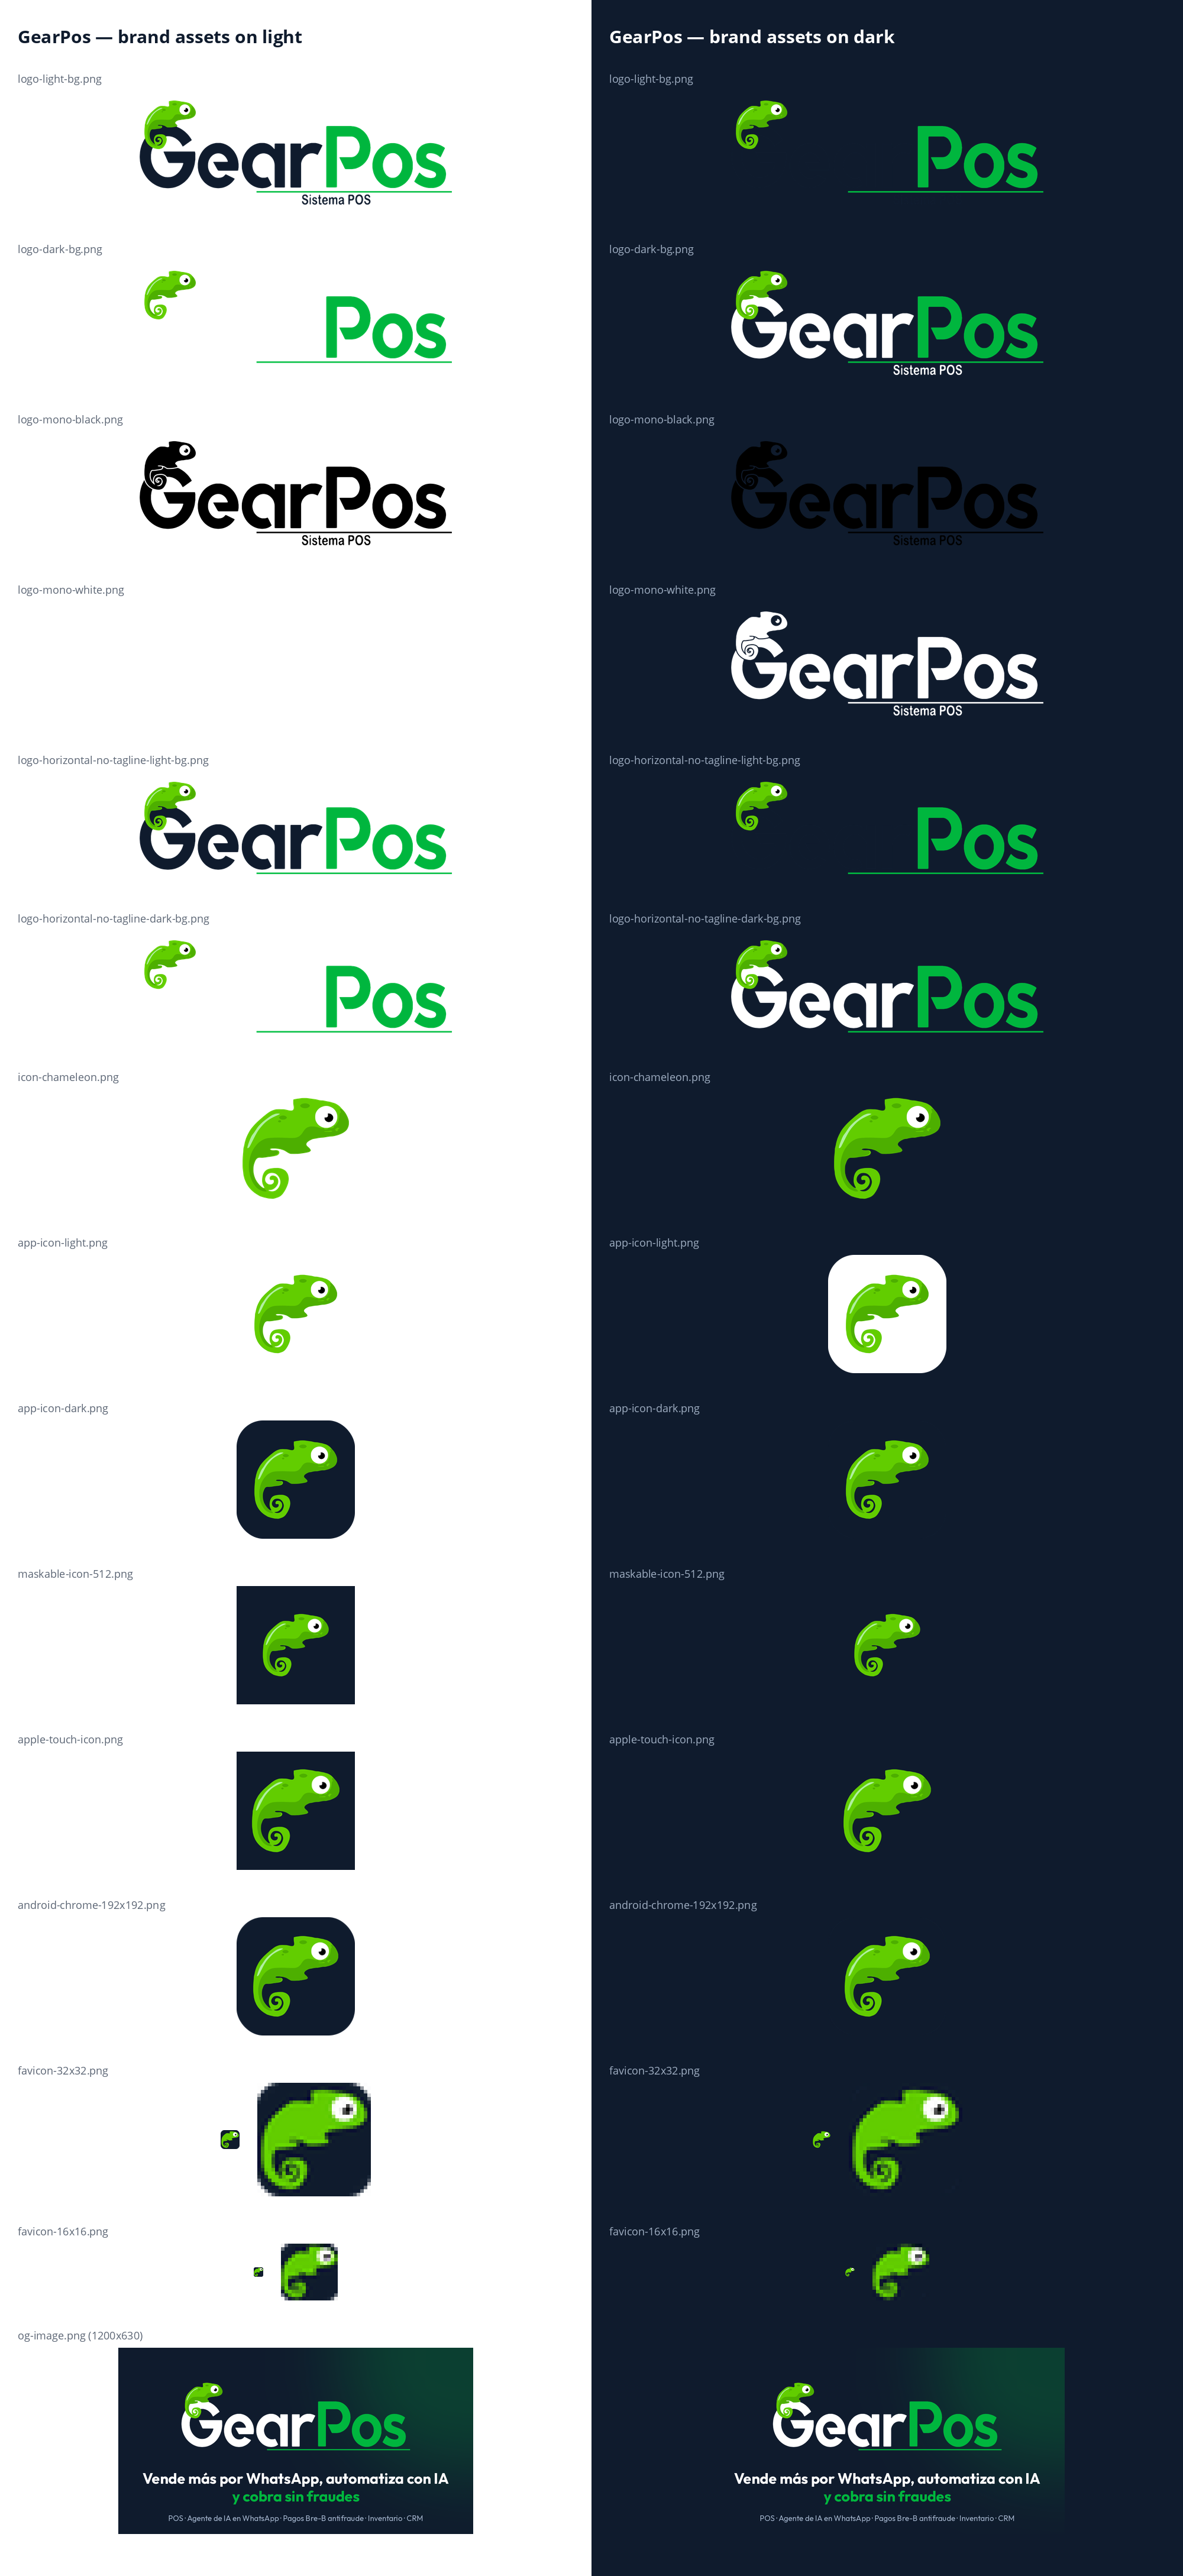 GearPos — brand assets on light
logo-light-bg.png
GearPos
Sistema POS
logo-dark-bg.png
Pos
logo-mono-black.png
GearPos
Sistema POS
logo-mono-white.png
logo-horizontal-no-tagline-light-bg.png
GearPos
logo-horizontal-no-tagline-dark-bg.png
Pos
icon-chameleon.png
app-icon-light.png
app-icon-dark.png
maskable-icon-512.png
apple-touch-icon.png
android-chrome-192x192.png
favicon-32x32.png
favicon-16x16.png
og-image.png (1200x630)
GearPos
Vende más por WhatsApp, automatiza con IA
y cobra sin fraudes
POS · Agente de IA en WhatsApp · Pagos Bre-B antifraude · Inventario · CRM
GearPos — brand assets on dark
logo-light-bg.png
Pos
logo-dark-bg.png
GearPos
Sistema POS
logo-mono-black.png
GearPos
Sistema POS
logo-mono-white.png
GearPos
Sistema POS
logo-horizontal-no-tagline-light-bg.png
Pos
logo-horizontal-no-tagline-dark-bg.png
GearPos
icon-chameleon.png
app-icon-light.png
app-icon-dark.png
maskable-icon-512.png
apple-touch-icon.png
android-chrome-192x192.png
favicon-32x32.png
favicon-16x16.png
GearPos
Vende más por WhatsApp, automatiza con IA
y cobra sin fraudes
POS · Agente de IA en WhatsApp · Pagos Bre-B antifraude · Inventario · CRM